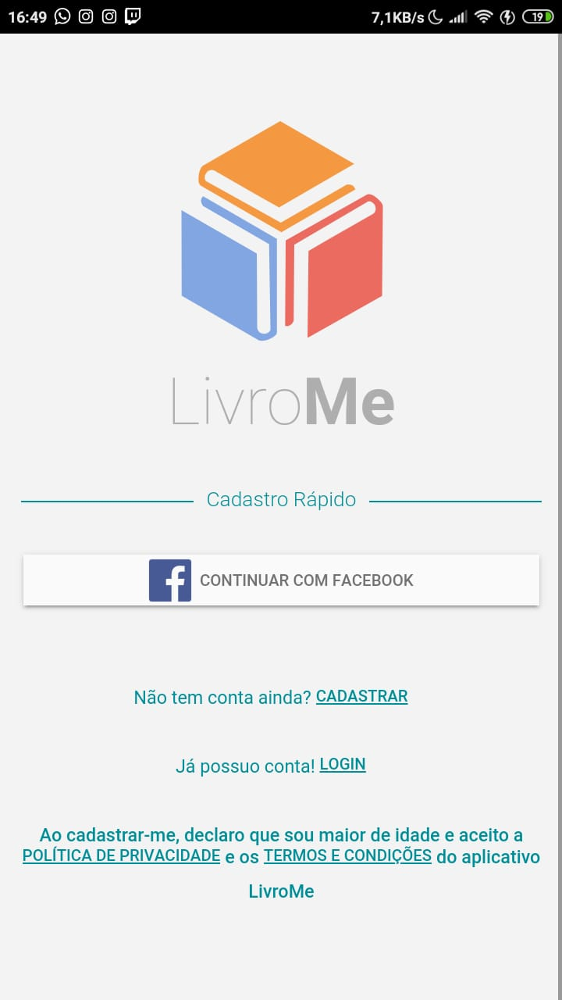 16:49 7,1KB/s 19
LivroMe
Cadastro Rápido
CONTINUAR COM FACEBOOK
Não tem conta ainda? CADASTRAR
Já possuo conta! LOGIN
Ao cadastrar-me, declaro que sou maior de idade e aceito a
POLÍTICA DE PRIVACIDADE e os TERMOS E CONDIÇÕES do aplicativo
LivroMe